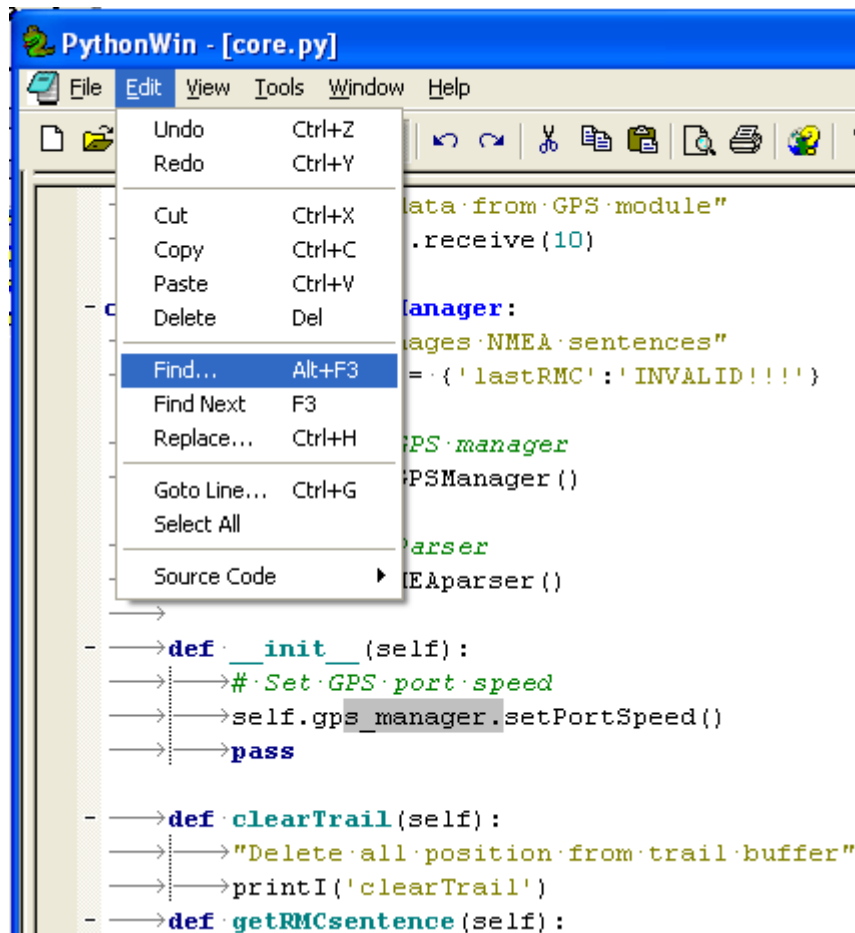 PythonWin - [core.py]
File Edit View Tools Window Help
Undo Ctrl+Z
Redo Ctrl+Y
Cut Ctrl+X
Copy Ctrl+C
Paste Ctrl+V
Delete Del
Find... Alt+F3
Find Next F3
Replace... Ctrl+H
Goto Line... Ctrl+G
Select All
Source Code
data·from·GPS·module"
.receive(10)
anager:
ages·NMEA·sentences"
=·{'lastRMC':'INVALID!!!'}
GPS·manager
GPSManager()
Parser
MEAparser()
def·__init__(self):
#·Set·GPS·port·speed
self.gps_manager.setPortSpeed()
pass
def·clearTrail(self):
"Delete·all·position·from·trail·buffer"
printI('clearTrail')
def·getRMCsentence(self):